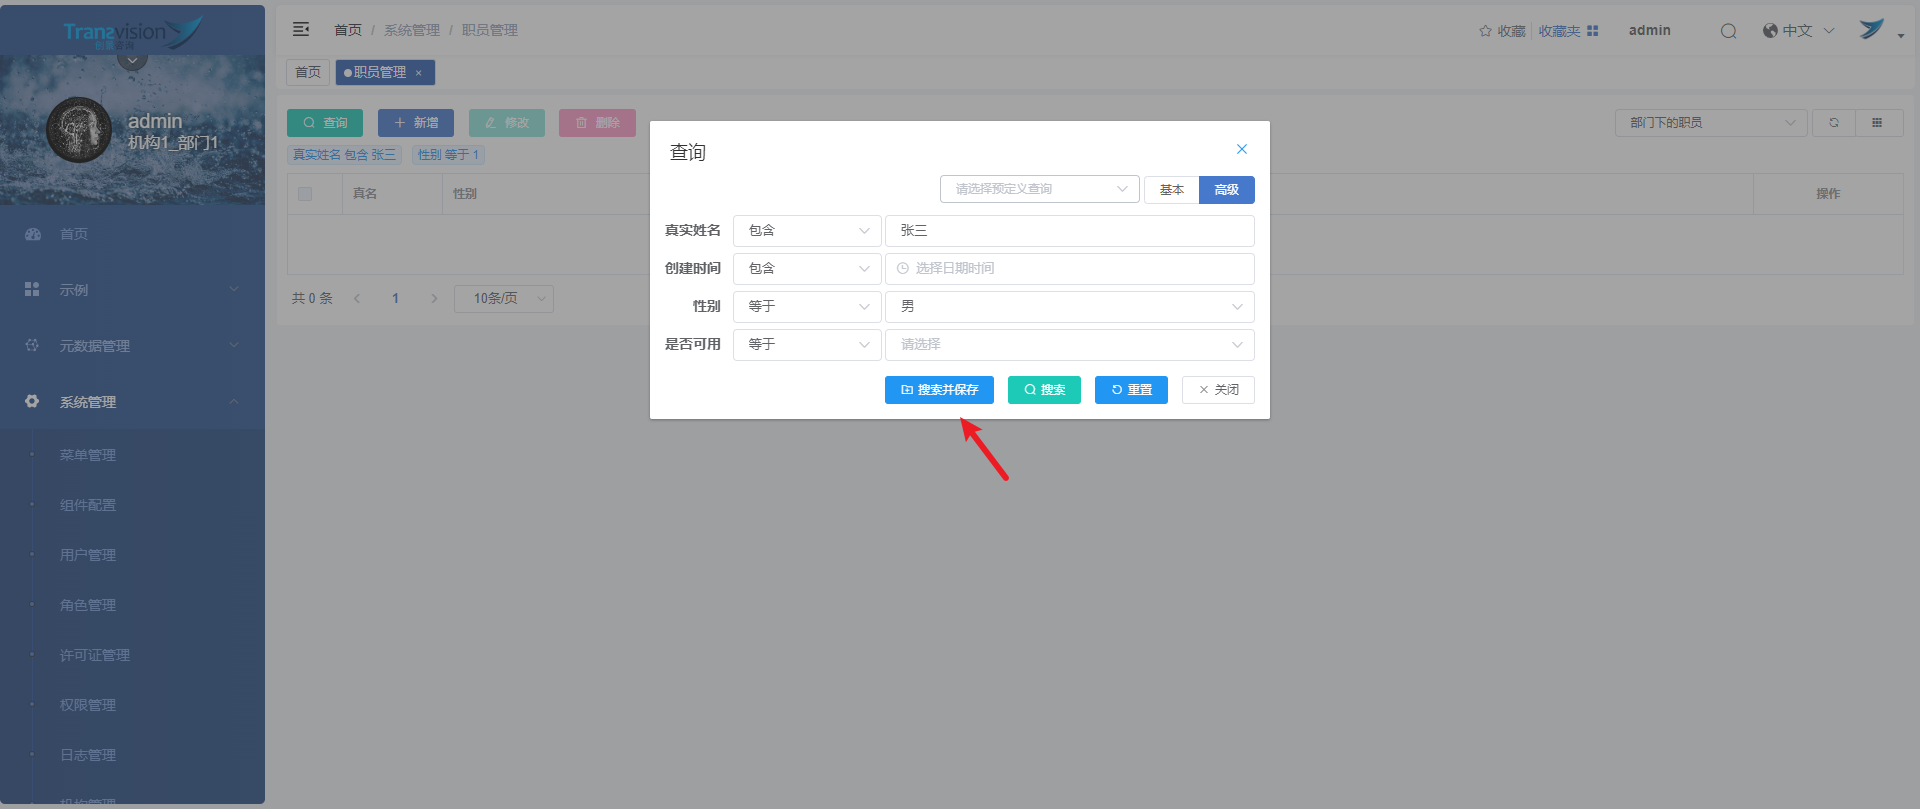 Transvision
创景咨询
admin
机构1_部门1
首页
示例
元数据管理
系统管理
菜单管理
组件配置
用户管理
角色管理
许可证管理
权限管理
日志管理
机构管理
首页 / 系统管理 / 职员管理
收藏 收藏夹 admin 中文
首页 职员管理 ×
查询 新增 修改 删除 部门下的职员
真实姓名 包含 张三 性别 等于 1
真名 性别 操作
共 0 条 1 10条/页
查询
请选择预定义查询 基本 高级
真实姓名 包含 张三
创建时间 包含 选择日期时间
性别 等于 男
是否可用 等于 请选择
搜索并保存 搜索 重置 关闭